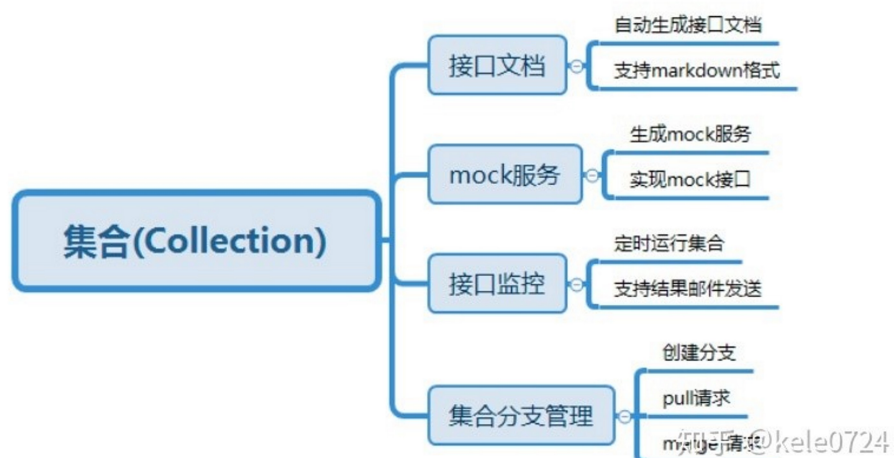 集合(Collection)
接口文档
自动生成接口文档
支持markdown格式
mock服务
生成mock服务
实现mock接口
接口监控
定时运行集合
支持结果邮件发送
集合分支管理
创建分支
pull请求
merge 请求
知乎 @kele0724